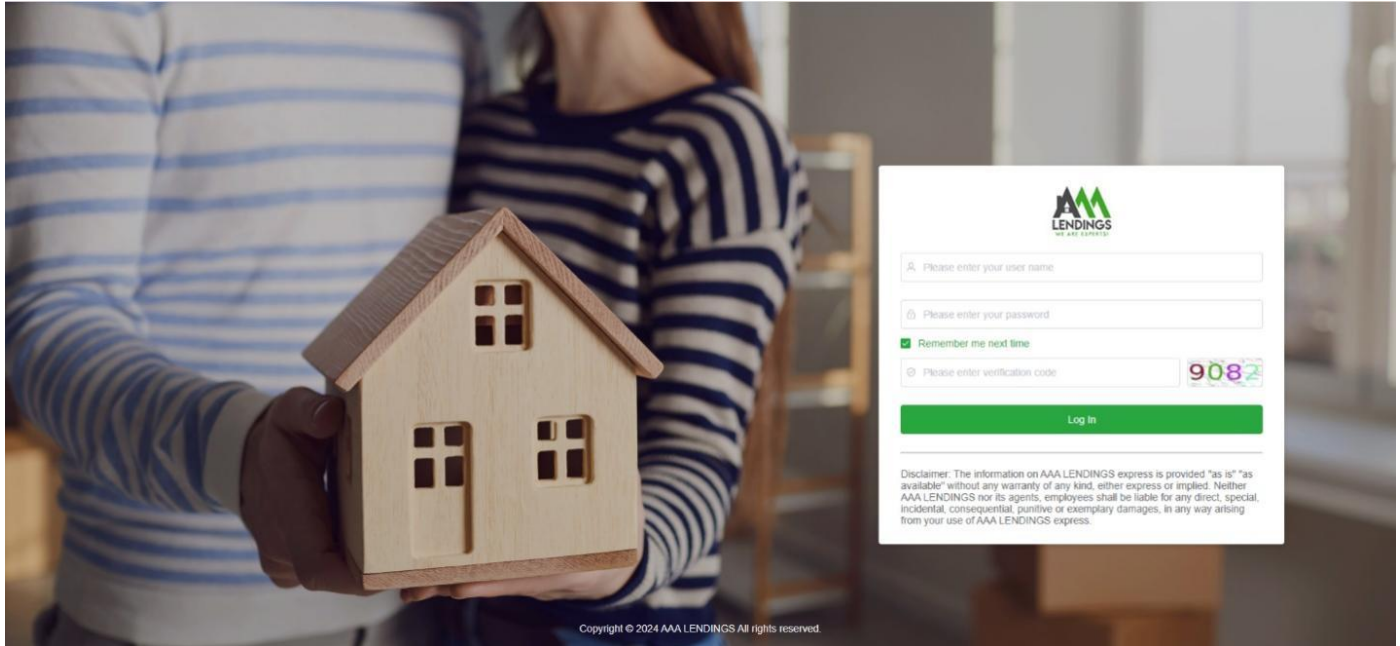 AAA
LENDINGS
WE ARE EXPERTS!
Please enter your user name
Please enter your password
Remember me next time
Please enter verification code
9082
Log In
Disclaimer: The information on AAA LENDINGS express is provided "as is" "as
available" without any warranty of any kind, either express or implied. Neither
AAA LENDINGS nor its agents, employees shall be liable for any direct, special,
incidental, consequential, punitive or exemplary damages, in any way arising
from your use of AAA LENDINGS express.
Copyright © 2024 AAA LENDINGS All rights reserved.